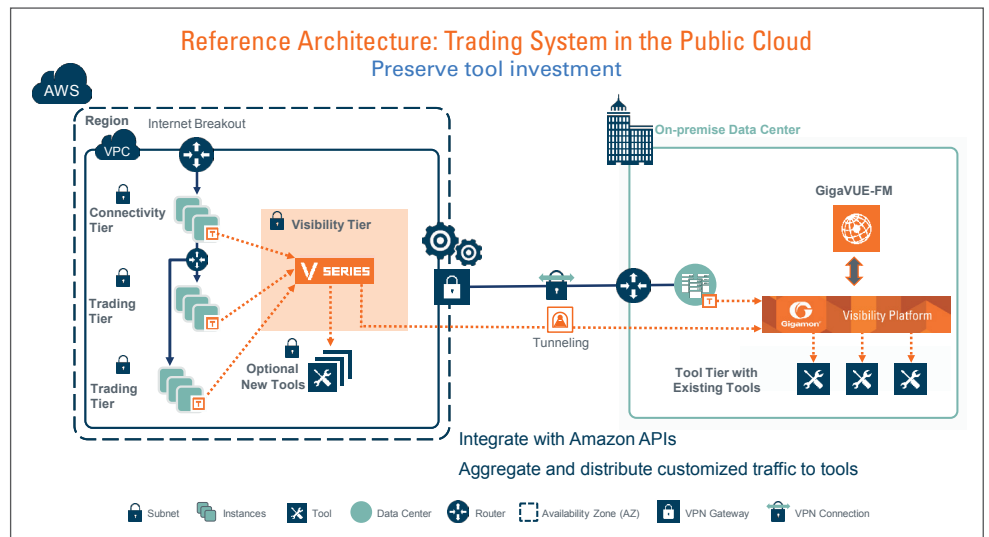 Reference Architecture: Trading System in the Public Cloud
Preserve tool investment
AWS
Region
Internet Breakout
VPC
On-premise Data Center
Connectivity
Tier
T
Visibility Tier
GigaVUE-FM
V SERIES
Trading
Tier
T
T
Gigamon®
Visibility Platform
Tunneling
Trading
Tier
T
Optional
New Tools
Tool Tier with
Existing Tools
Integrate with Amazon APIs
Aggregate and distribute customized traffic to tools
Subnet
Instances
Tool
Data Center
Router
Availability Zone (AZ)
VPN Gateway
VPN Connection